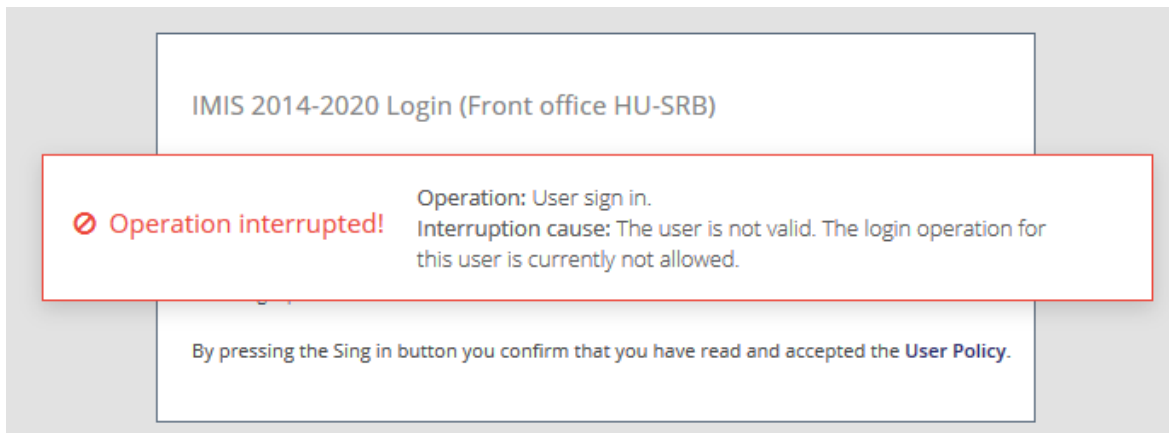 IMIS 2014-2020 Login (Front office HU-SRB)
Operation interrupted!
Operation: User sign in.
Interruption cause: The user is not valid. The login operation for
this user is currently not allowed.
By pressing the Sing in button you confirm that you have read and accepted the User Policy.